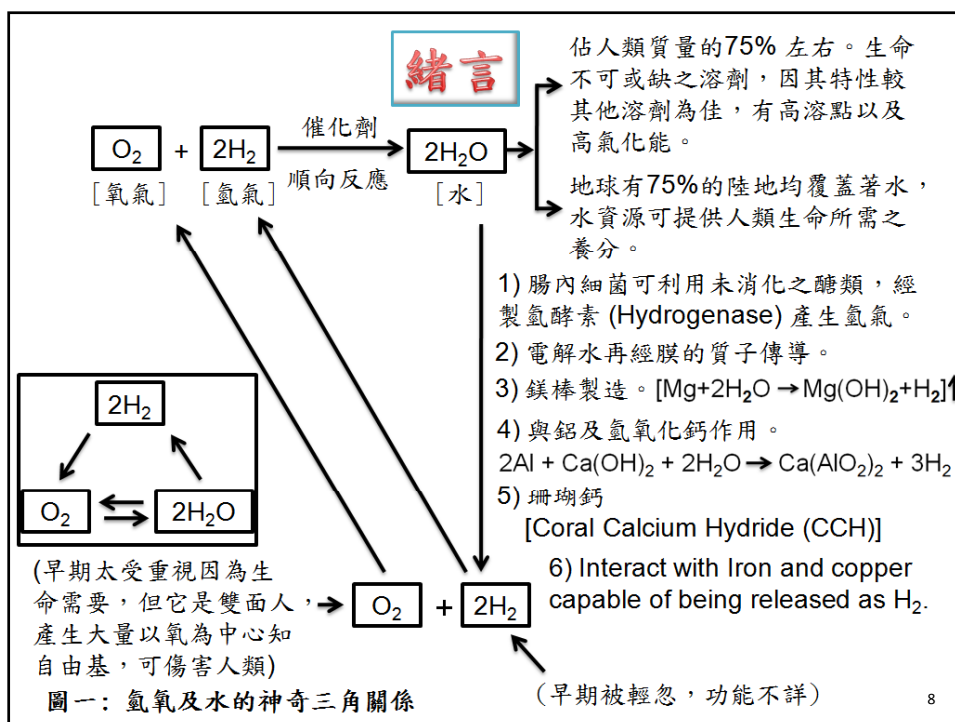 緒言
佔人類質量的75% 左右。生命
不可或缺之溶劑，因其特性較
其他溶劑為佳，有高溶點以及
高氣化能。
O₂ + 2H₂ 催化劑 2H₂O
[氧氣] [氫氣] 順向反應 [水]
地球有75%的陸地均覆蓋著水，
水資源可提供人類生命所需之
養分。
1) 腸內細菌可利用未消化之醣類，經
製氫酵素 (Hydrogenase) 產生氫氣。
2) 電解水再經膜的質子傳導。
3) 鎂棒製造。[Mg+2H₂O→Mg(OH)₂+H₂]↑
4) 與鋁及氫氧化鈣作用。
2Al + Ca(OH)₂ + 2H₂O→ Ca(AlO₂)₂ + 3H₂
5) 珊瑚鈣
[Coral Calcium Hydride (CCH)]
6) Interact with Iron and copper
capable of being released as H₂.
2H₂
O₂ 2H₂O
(早期太受重視因為生
命需要，但它是雙面人，
產生大量以氧為中心知
自由基，可傷害人類)
O₂ + 2H₂
(早期被輕忽，功能不詳)
圖一: 氫氧及水的神奇三角關係
8